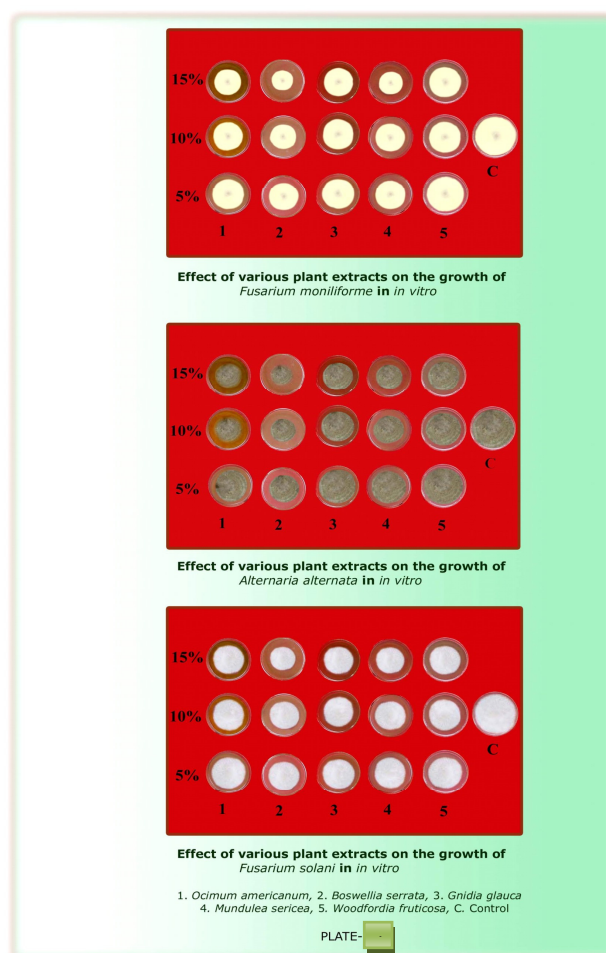 15%
10%
C
5%
1 2 3 4 5
Effect of various plant extracts on the growth of
Fusarium moniliforme in in vitro
15%
10%
C
5%
1 2 3 4 5
Effect of various plant extracts on the growth of
Alternaria alternata in in vitro
15%
10%
C
5%
1 2 3 4 5
Effect of various plant extracts on the growth of
Fusarium solani in in vitro
1. Ocimum americanum, 2. Boswellia serrata, 3. Gnidia glauca
4. Mundulea sericea, 5. Woodfordia fruticosa, C. Control
PLATE- -